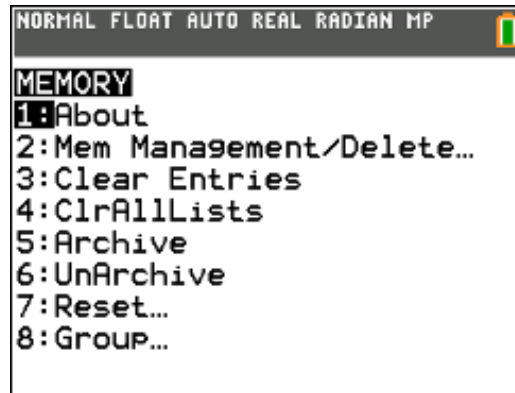 NORMAL FLOAT AUTO REAL RADIAN MP
MEMORY
1:About
2:Mem Management/Delete…
3:Clear Entries
4:ClrAllLists
5:Archive
6:UnArchive
7:Reset…
8:Group…